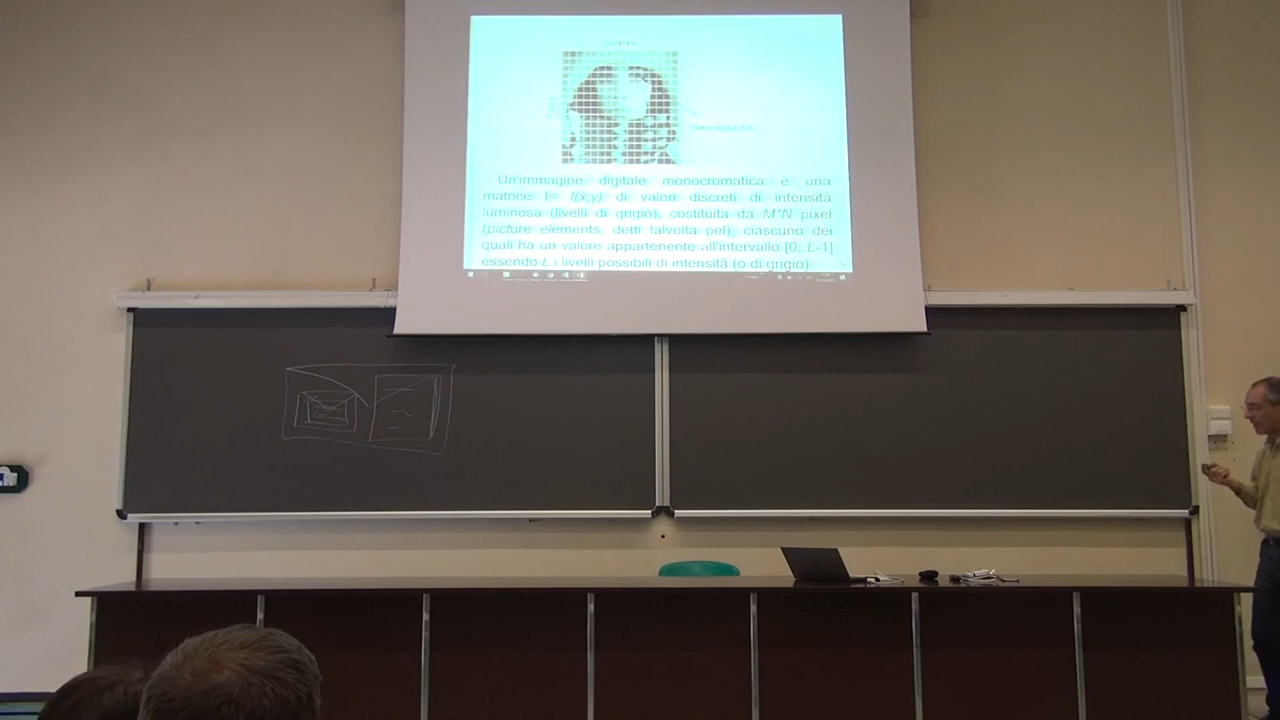 Un'immagine digitale monocromatica è una
matrice I= f(x,y) di valori discreti di intensità
luminosa (livelli di grigio), costituita da M*N pixel
(picture elements, detti talvolta pel), ciascuno dei
quali ha un valore appartenente all'intervallo [0, L-1]
essendo L i livelli possibili di intensità (o di grigio).